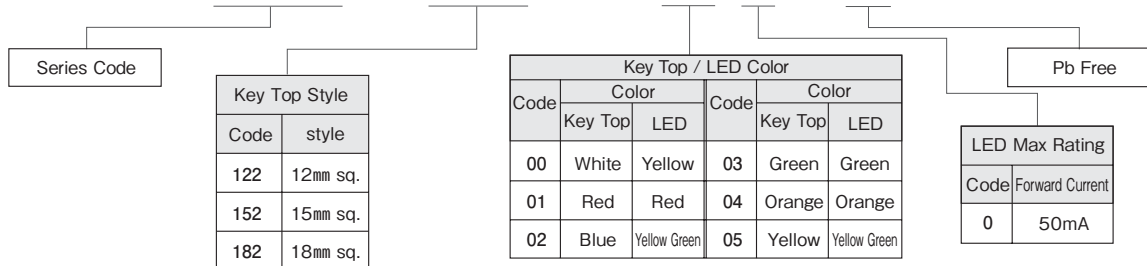 Series Code
Key Top Style
Code style
122 12mm sq.
152 15mm sq.
182 18mm sq.
Key Top / LED Color
Code Color Code Color
Key Top LED Key Top LED
00 White Yellow 03 Green Green
01 Red Red 04 Orange Orange
02 Blue Yellow Green 05 Yellow Yellow Green
Pb Free
LED Max Rating
Code Forward Current
0 50mA